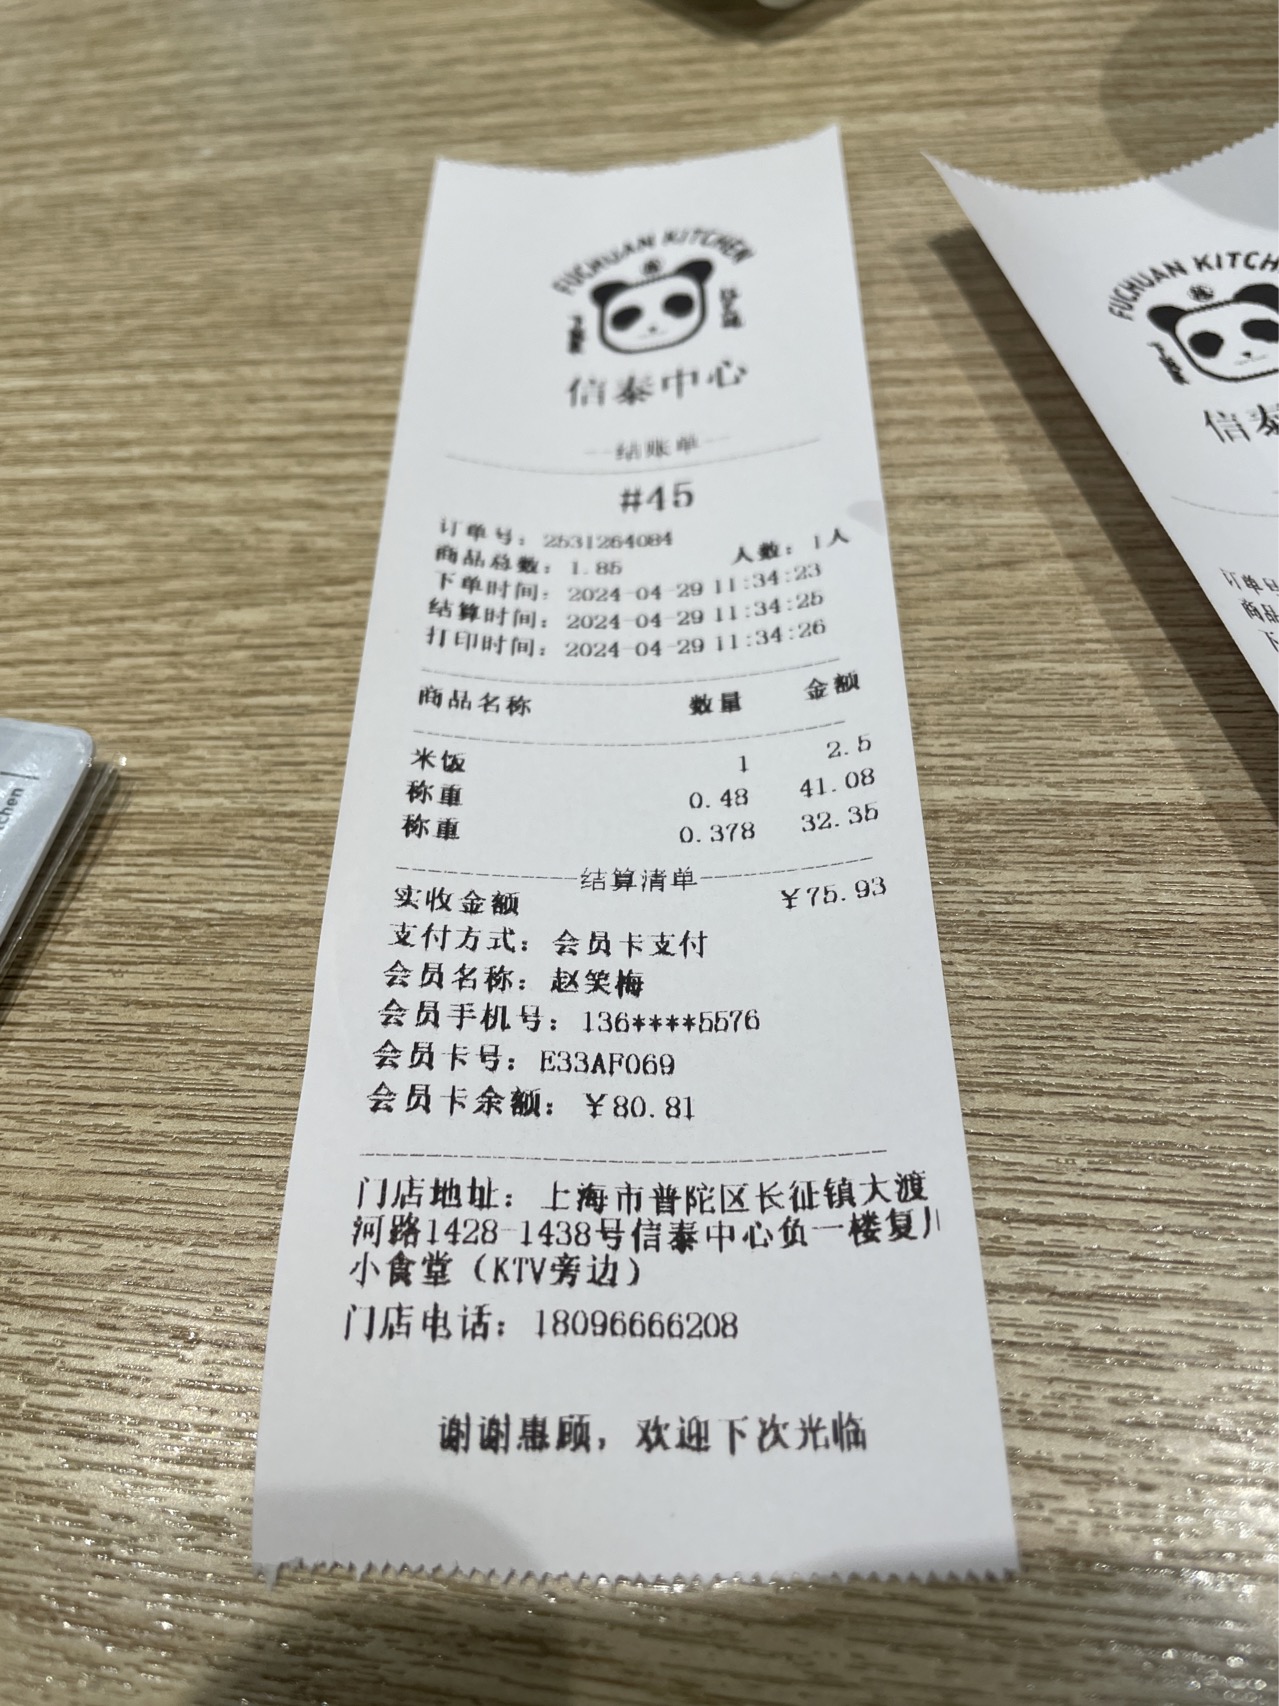 FUCHUAN KITCHEN
信泰中心
--结账单--
#45
订单号：2531264084
商品总数：1.85 人数：1人
下单时间：2024-04-29 11:34:23
结算时间：2024-04-29 11:34:25
打印时间：2024-04-29 11:34:26
商品名称 数量 金额
米饭 1 2.5
称重 0.48 41.08
称重 0.378 32.35
结算清单
实收金额 ¥75.93
支付方式：会员卡支付
会员名称：赵笑梅
会员手机号：136****5576
会员卡号：E33AF069
会员卡余额：¥80.81
门店地址：上海市普陀区长征镇大渡
河路1428-1438号信泰中心负一楼复川
小食堂（KTV旁边）
门店电话：18096666208
谢谢惠顾，欢迎下次光临
FUCHUAN KITCH
信泰
订单号
商品
下
tchen